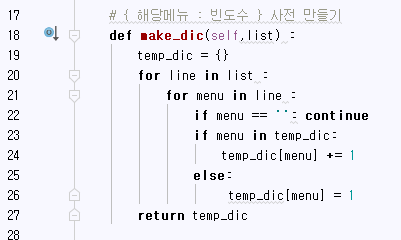 17 # { 해당메뉴 : 빈도수 } 사전 만들기
18 def make_dic(self,list) :
19 temp_dic = {}
20 for line in list :
21 for menu in line :
22 if menu == '': continue
23 if menu in temp_dic:
24 temp_dic[menu] += 1
25 else:
26 temp_dic[menu] = 1
27 return temp_dic
28